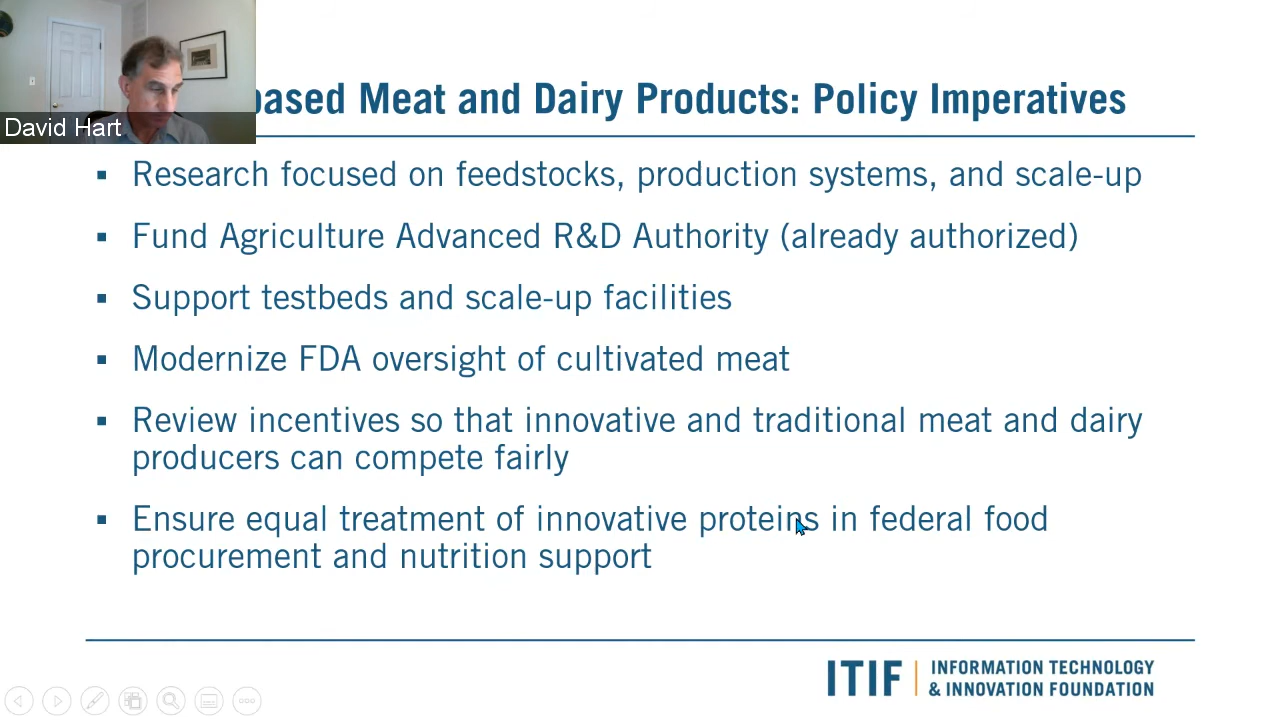 based Meat and Dairy Products: Policy Imperatives
David Hart
▪ Research focused on feedstocks, production systems, and scale-up
▪ Fund Agriculture Advanced R&D Authority (already authorized)
▪ Support testbeds and scale-up facilities
▪ Modernize FDA oversight of cultivated meat
▪ Review incentives so that innovative and traditional meat and dairy
producers can compete fairly
▪ Ensure equal treatment of innovative proteins in federal food
procurement and nutrition support
ITIF
INFORMATION TECHNOLOGY
& INNOVATION FOUNDATION